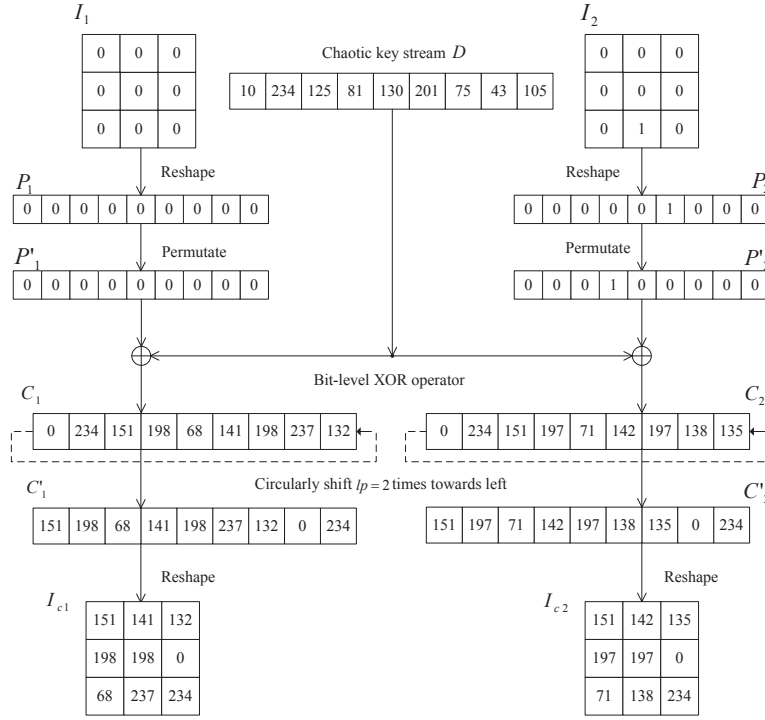 I1
I2
Chaotic key stream D
0 0 0
0 0 0
0 0 0
0 0 0
0 0 0
0 1 0
10 234 125 81 130 201 75 43 105
Reshape
Reshape
P1
0 0 0 0 0 0 0 0 0
0 0 0 0 0 1 0 0 0
Permutate
Permutate
P'1
0 0 0 0 0 0 0 0 0
0 0 0 1 0 0 0 0 0
Bit-level XOR operator
C1
C2
0 234 151 198 68 141 198 237 132
0 234 151 197 71 142 197 138 135
Circularly shift lp = 2 times towards left
C'1
151 198 68 141 198 237 132 0 234
151 197 71 142 197 138 135 0 234
Reshape
Reshape
Ic1
Ic2
151 141 132
198 198 0
68 237 234
151 142 135
197 197 0
71 138 234